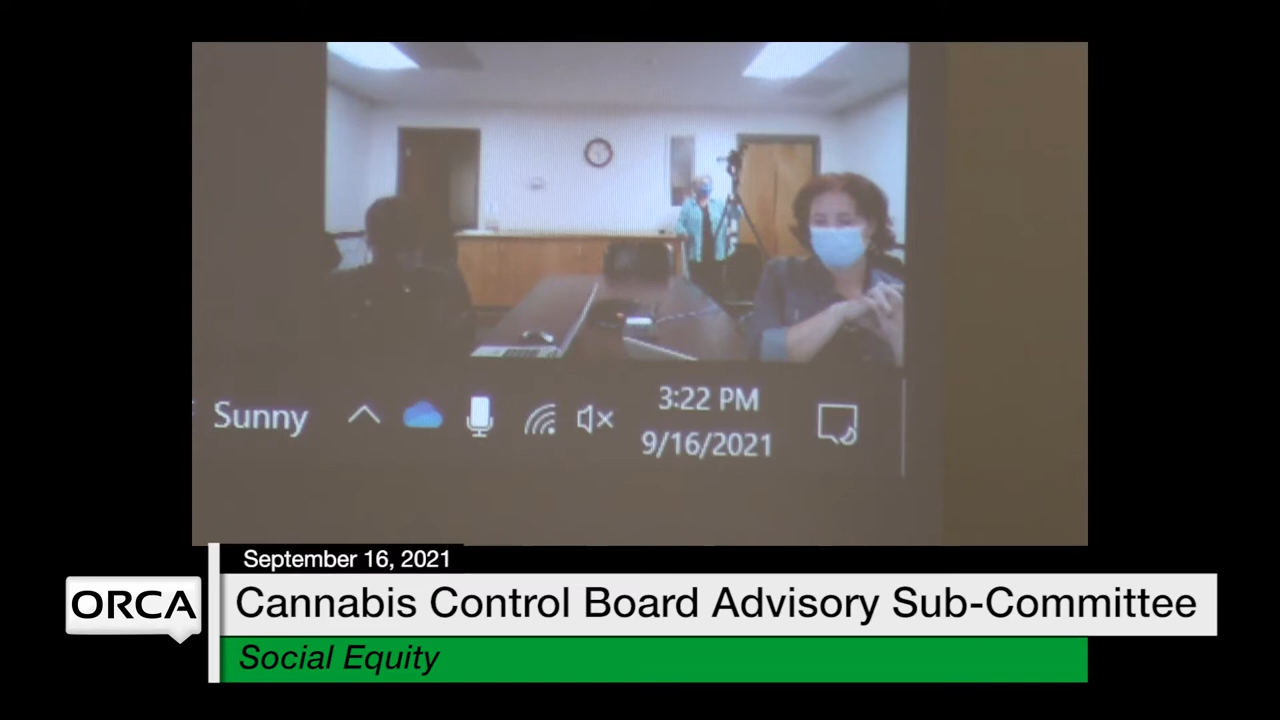 Sunny
3:22 PM
9/16/2021
September 16, 2021
ORCA
Cannabis Control Board Advisory Sub-Committee
Social Equity